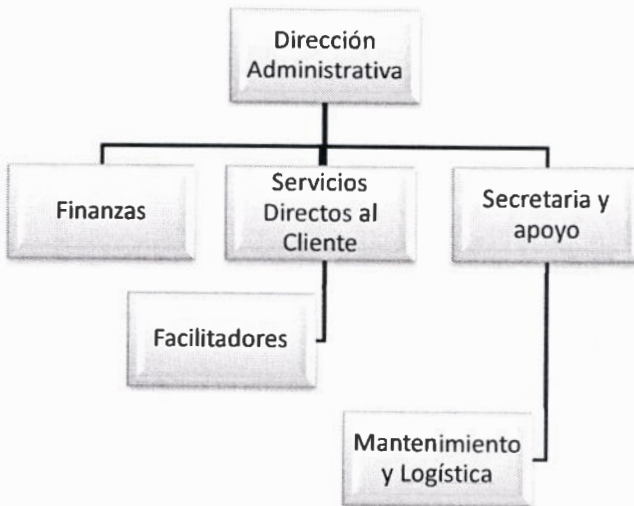 Dirección
Administrativa
Finanzas
Servicios
Directos al
Cliente
Secretaria y
apoyo
Facilitadores
Mantenimiento
y Logística